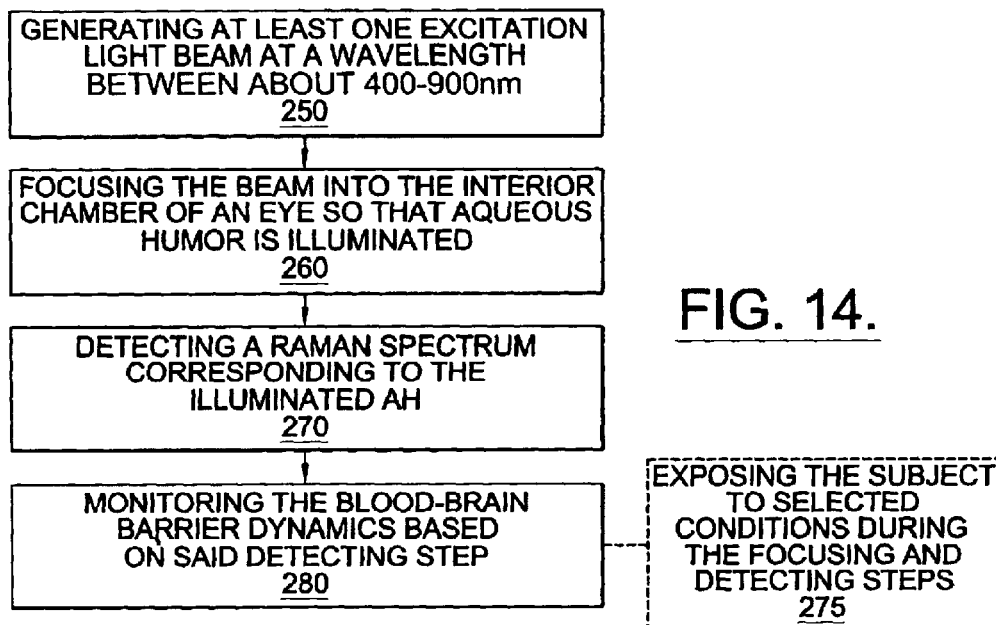 GENERATING AT LEAST ONE EXCITATION
LIGHT BEAM AT A WAVELENGTH
BETWEEN ABOUT 400-900nm
250
FOCUSING THE BEAM INTO THE INTERIOR
CHAMBER OF AN EYE SO THAT AQUEOUS
HUMOR IS ILLUMINATED
260
FIG. 14.
DETECTING A RAMAN SPECTRUM
CORRESPONDING TO THE
ILLUMINATED AH
270
MONITORING THE BLOOD-BRAIN
BARRIER DYNAMICS BASED
ON SAID DETECTING STEP
280
EXPOSING THE SUBJECT
TO SELECTED
CONDITIONS DURING
THE FOCUSING AND
DETECTING STEPS
275